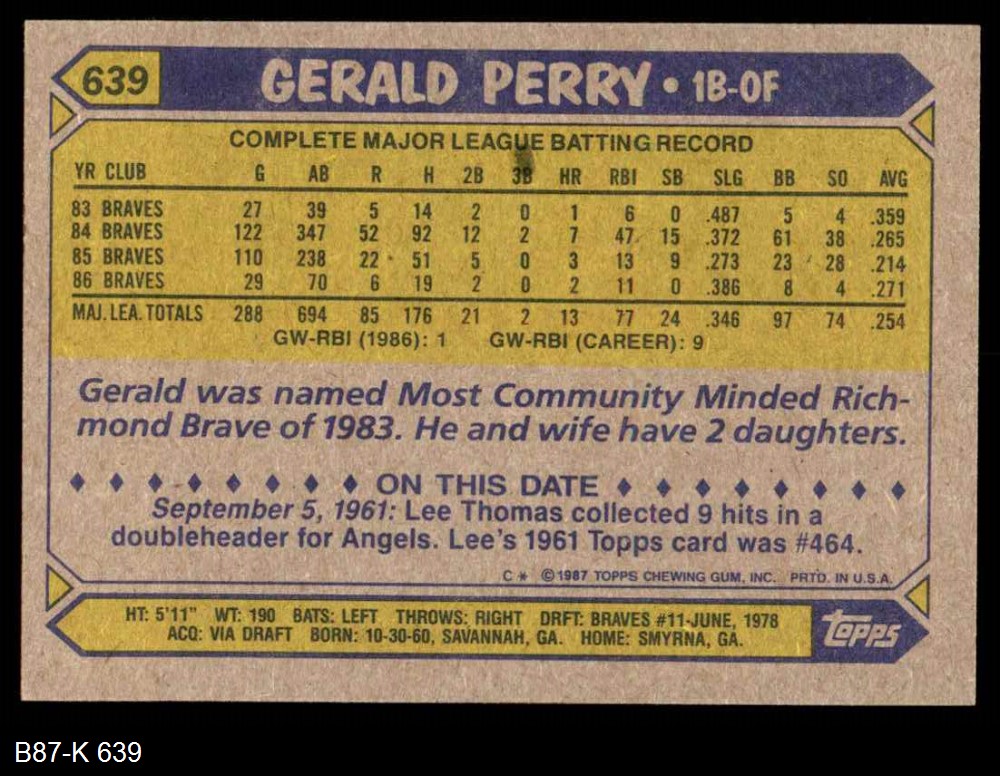 639 GERALD PERRY • 1B-OF
COMPLETE MAJOR LEAGUE BATTING RECORD
YR CLUB G AB R H 2B 3B HR RBI SB SLG BB SO AVG
83 BRAVES 27 39 5 14 2 0 1 6 0 .487 5 4 .359
84 BRAVES 122 347 52 92 12 2 7 47 15 .372 61 38 .265
85 BRAVES 110 238 22 51 5 0 3 13 9 .273 23 28 .214
86 BRAVES 29 70 6 19 2 0 2 11 0 .386 8 4 .271
MAJ. LEA. TOTALS 288 694 85 176 21 2 13 77 24 .346 97 74 .254
GW-RBI (1986): 1 GW-RBI (CAREER): 9
Gerald was named Most Community Minded Rich-
mond Brave of 1983. He and wife have 2 daughters.
♦ ♦ ♦ ♦ ♦ ♦ ♦ ♦ ON THIS DATE ♦ ♦ ♦ ♦ ♦ ♦ ♦ ♦
September 5, 1961: Lee Thomas collected 9 hits in a
doubleheader for Angels. Lee's 1961 Topps card was #464.
C * ©1987 TOPPS CHEWING GUM, INC. PRTD. IN U.S.A.
HT: 5'11" WT: 190 BATS: LEFT THROWS: RIGHT DRFT: BRAVES #11-JUNE, 1978
ACQ: VIA DRAFT BORN: 10-30-60, SAVANNAH, GA. HOME: SMYRNA, GA.
topps
B87-K 639